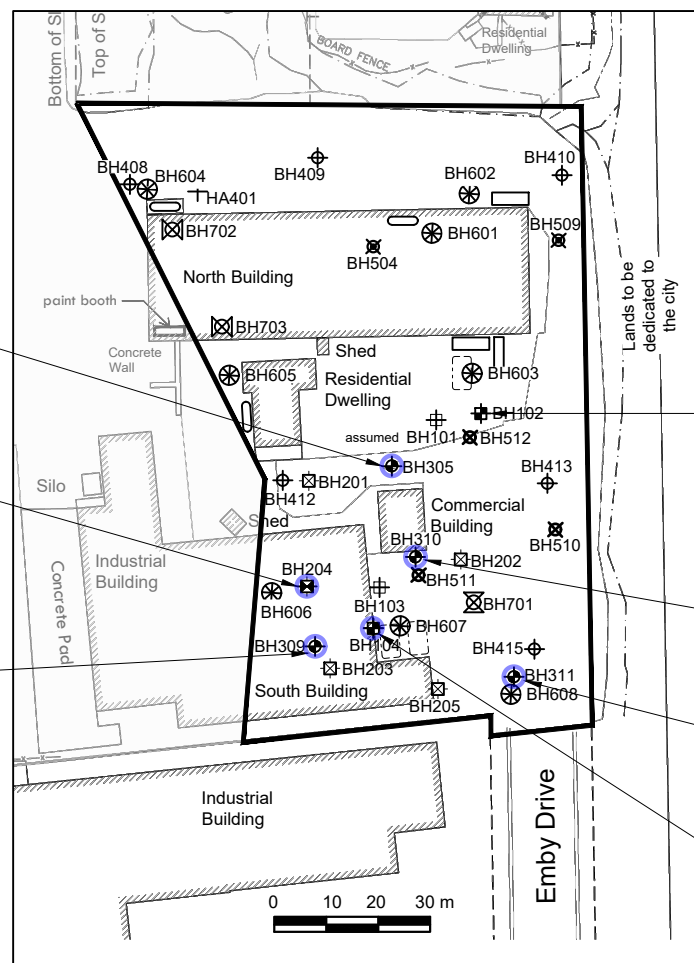 Bottom of Sl
Top of S
BOARD FENCE
Residential
Dwelling
BH408
BH604
HA401
BH409
BH602
BH410
BH702
BH601
BH509
BH504
North Building
Lands to be
dedicated to
the city
paint booth
BH703
Concrete
Wall
Shed
BH605
Residential
Dwelling
BH603
BH102
assumed
BH101
BH512
BH305
BH412
BH201
BH413
Silo
Shed
Commercial
Building
BH510
Industrial
Building
BH310
BH202
BH204
BH511
Concrete Pad
BH606
BH103
BH701
BH607
BH309
BH104
BH415
BH203
BH311
South Building
BH205
BH608
Industrial
Building
Emby Drive
0 10 20 30 m